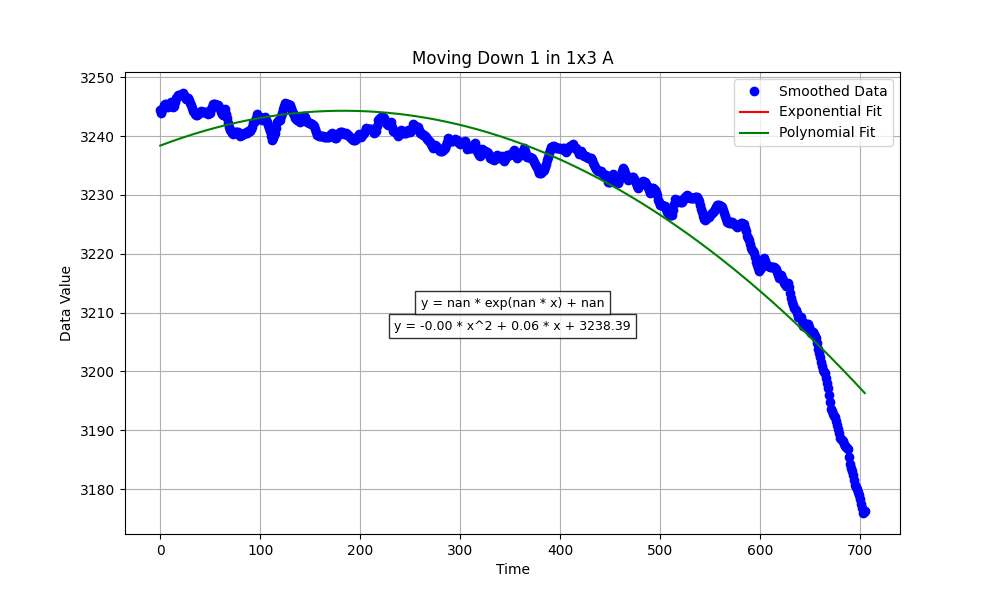 Moving Down 1 in 1x3 A
Data Value
3250
3240
3230
3220
3210
3200
3190
3180
Smoothed Data
Exponential Fit
Polynomial Fit
y = nan * exp(nan * x) + nan
y = -0.00 * x^2 + 0.06 * x + 3238.39
0 100 200 300 400 500 600 700
Time